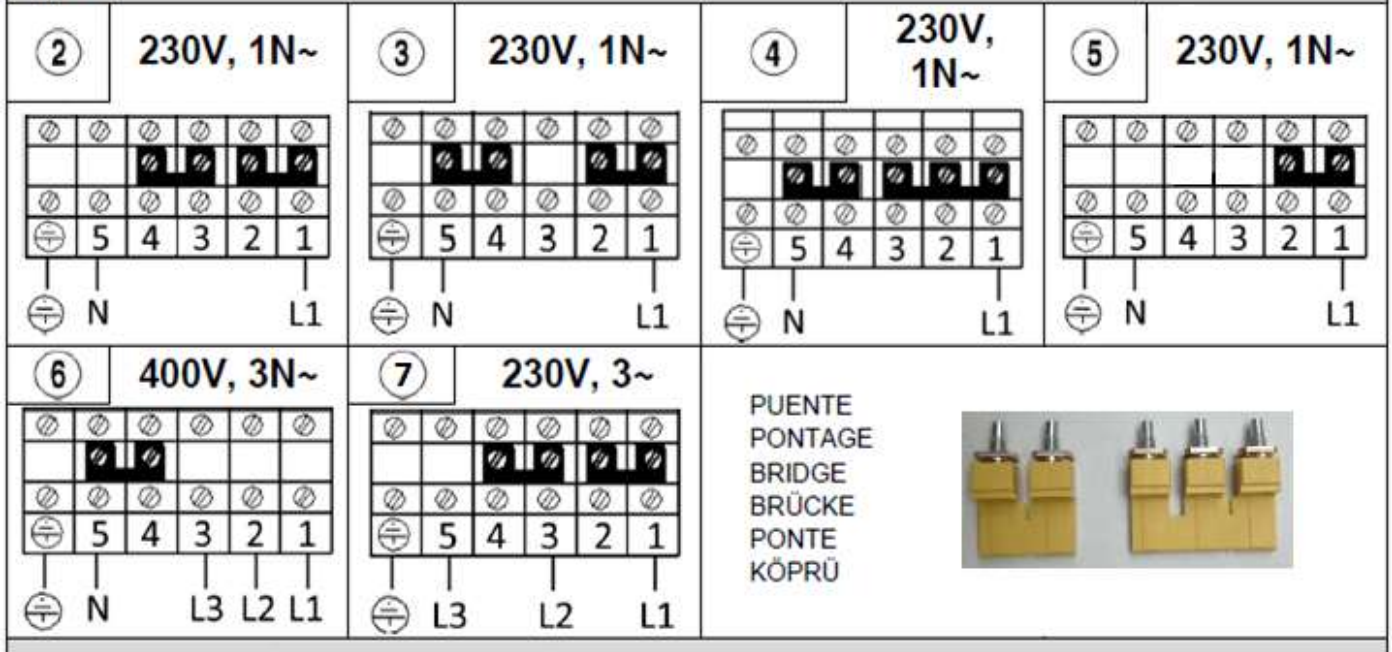 2 230V, 1N~
5 4 3 2 1
N L1
3 230V, 1N~
5 4 3 2 1
N L1
4 230V,
1N~
5 4 3 2 1
N L1
5 230V, 1N~
5 4 3 2 1
N L1
6 400V, 3N~
5 4 3 2 1
N L3 L2 L1
7 230V, 3~
5 4 3 2 1
L3 L2 L1
PUENTE
PONTAGE
BRIDGE
BRÜCKE
PONTE
KÖPRÜ